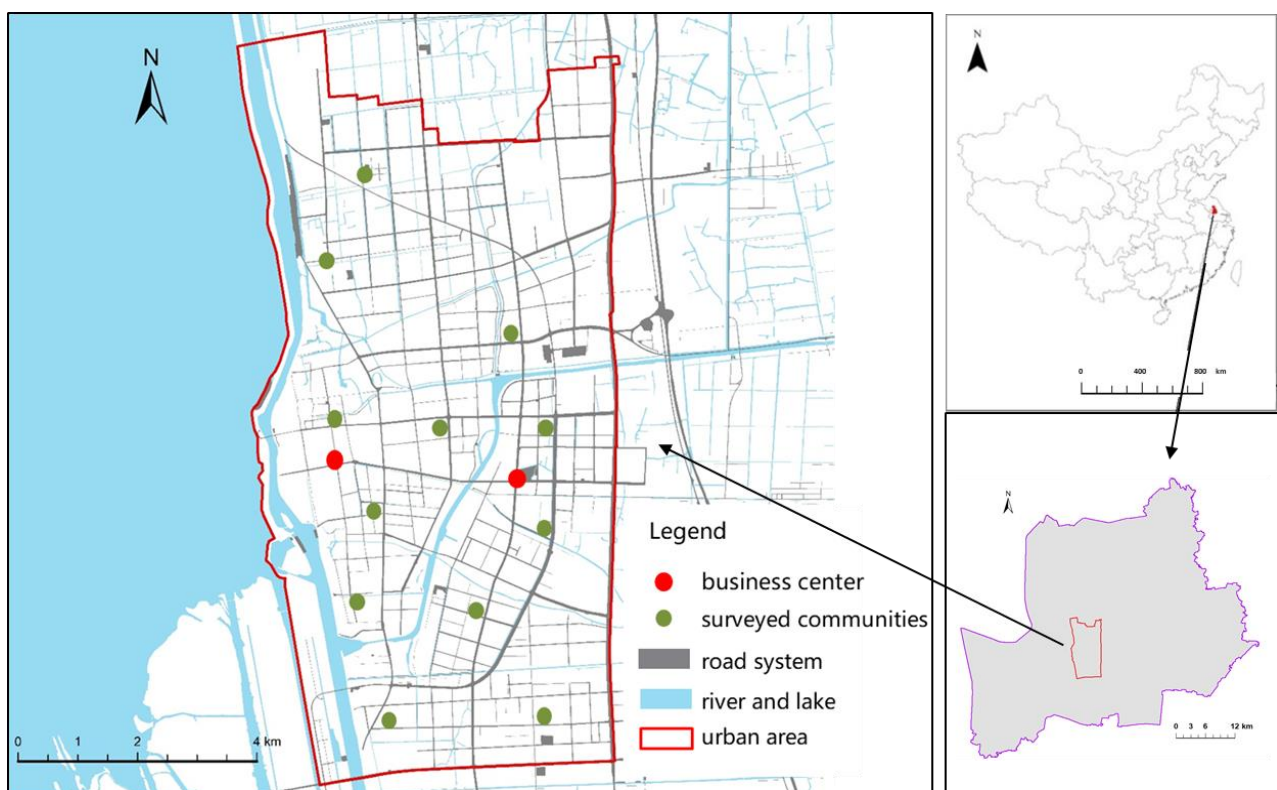 N
Legend
business center
surveyed communities
road system
river and lake
urban area
0 2 4 km
N
0 400 800 km
N
0 3 6 12 km